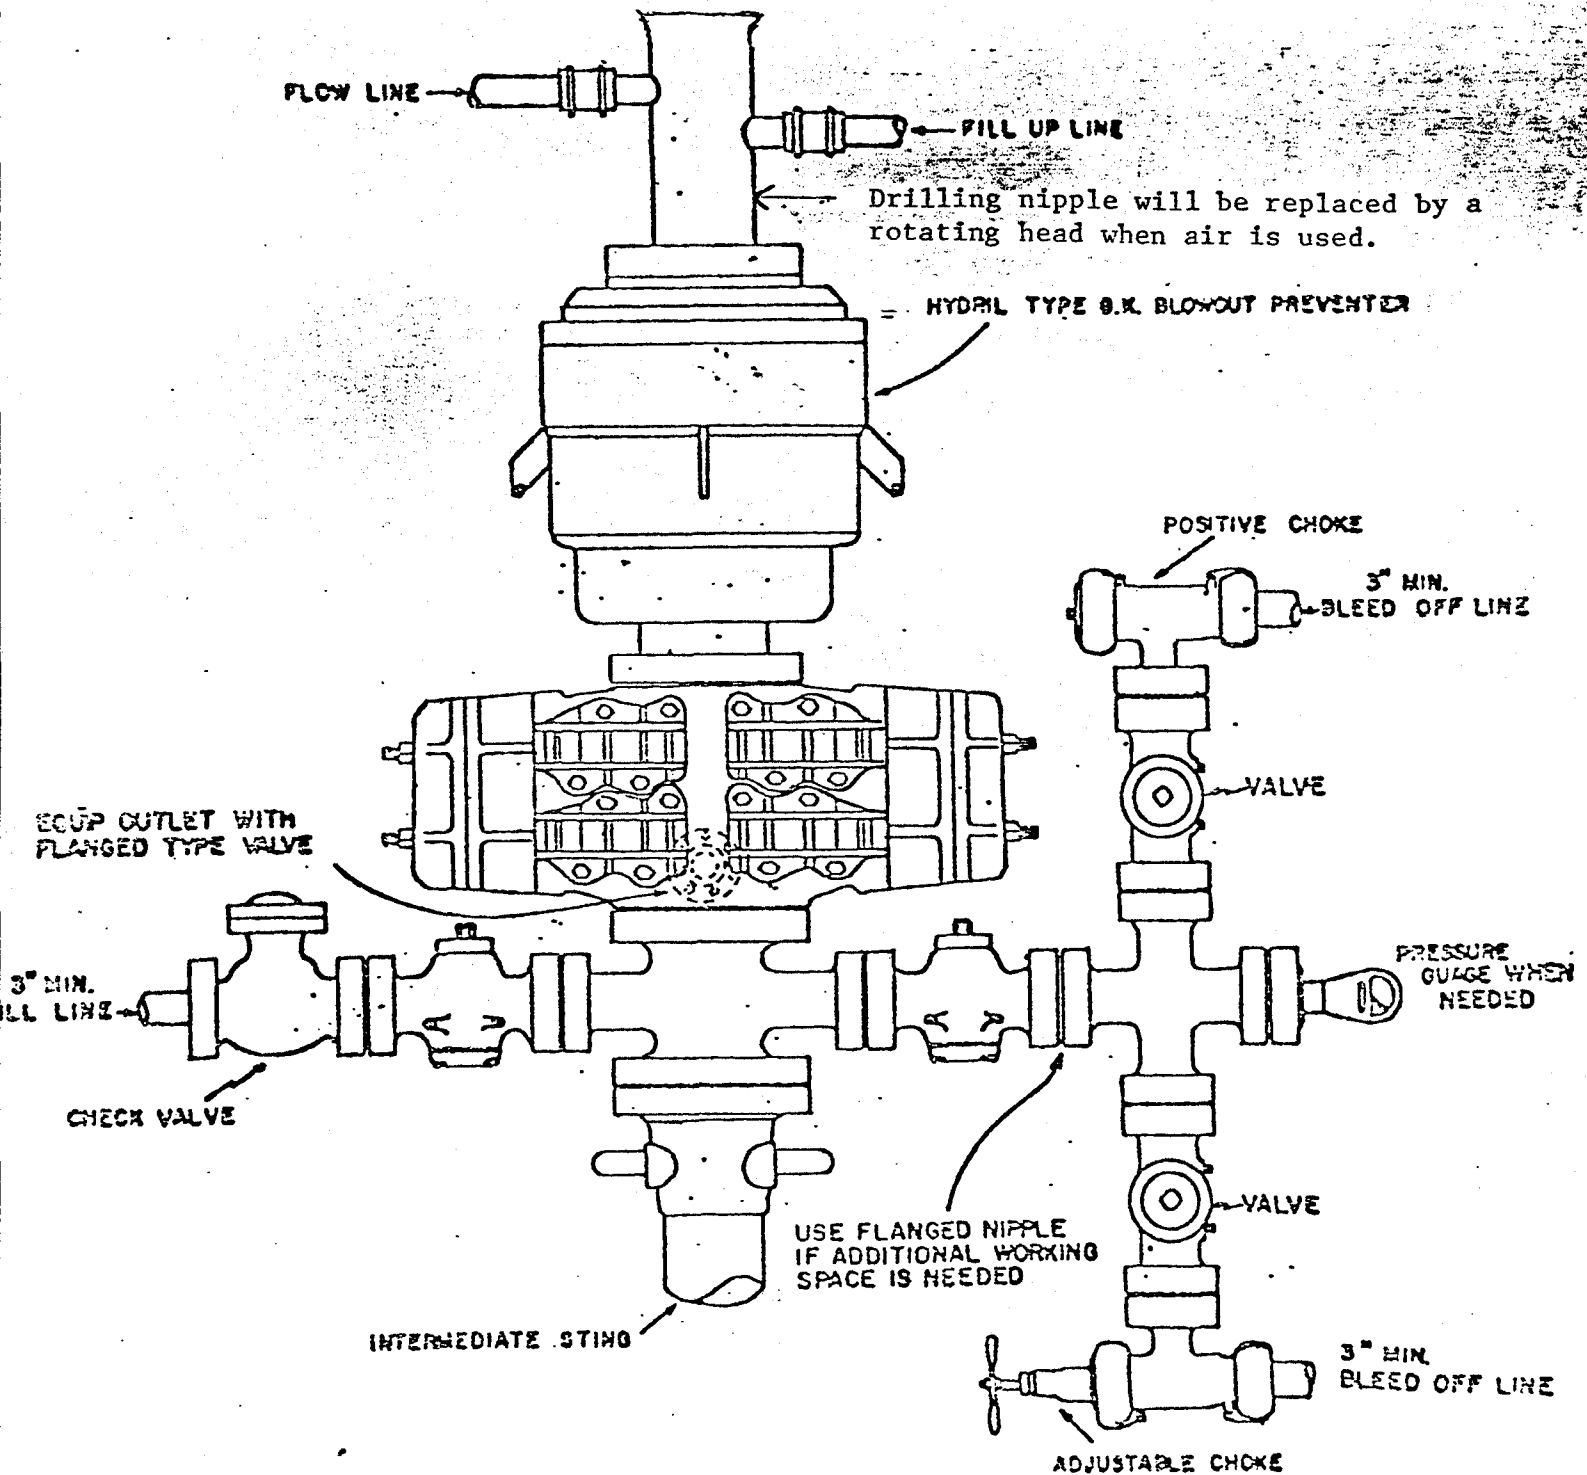 FLOW LINE
FILL UP LINE
Drilling nipple will be replaced by a
rotating head when air is used.
= HYDRIL TYPE G.K. BLOWOUT PREVENTER
POSITIVE CHOKE
3" MIN.
BLEED OFF LINE
VALVE
EQUIP OUTLET WITH
FLANGED TYPE VALVE
3" MIN.
ILL LINE
CHECK VALVE
PRESSURE
GUAGE WHEN
NEEDED
VALVE
USE FLANGED NIPPLE
IF ADDITIONAL WORKING
SPACE IS NEEDED
INTERMEDIATE STING
3" MIN.
BLEED OFF LINE
ADJUSTABLE CHOKE